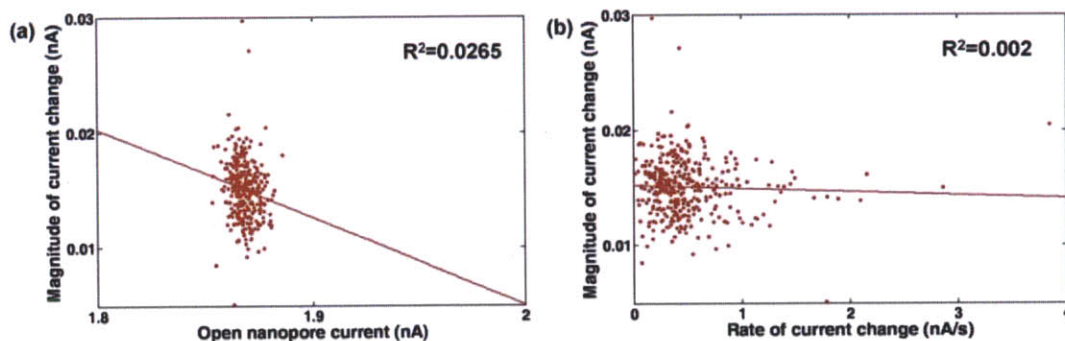 (a)
0.03
0.02
0.01
Magnitude of current change (nA)
R²=0.0265
1.8
1.9
2
Open nanopore current (nA)
(b)
0.03
0.02
0.01
Magnitude of current change (nA)
R²=0.002
0
1
2
3
4
Rate of current change (nA/s)